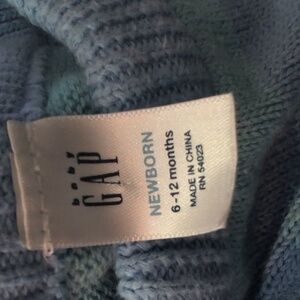 baby
GAP
NEWBORN
6-12 months
MADE IN CHINA
RN 54023